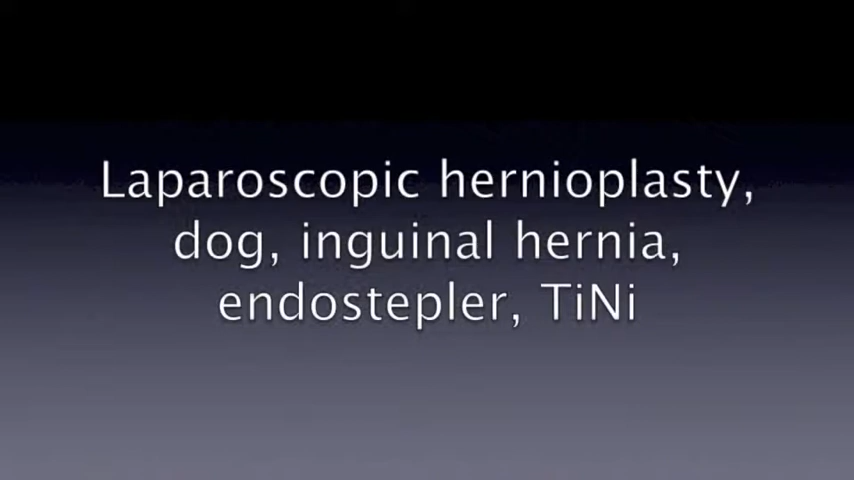 Laparoscopic hernioplasty,
dog, inguinal hernia,
endostepler, TiNi